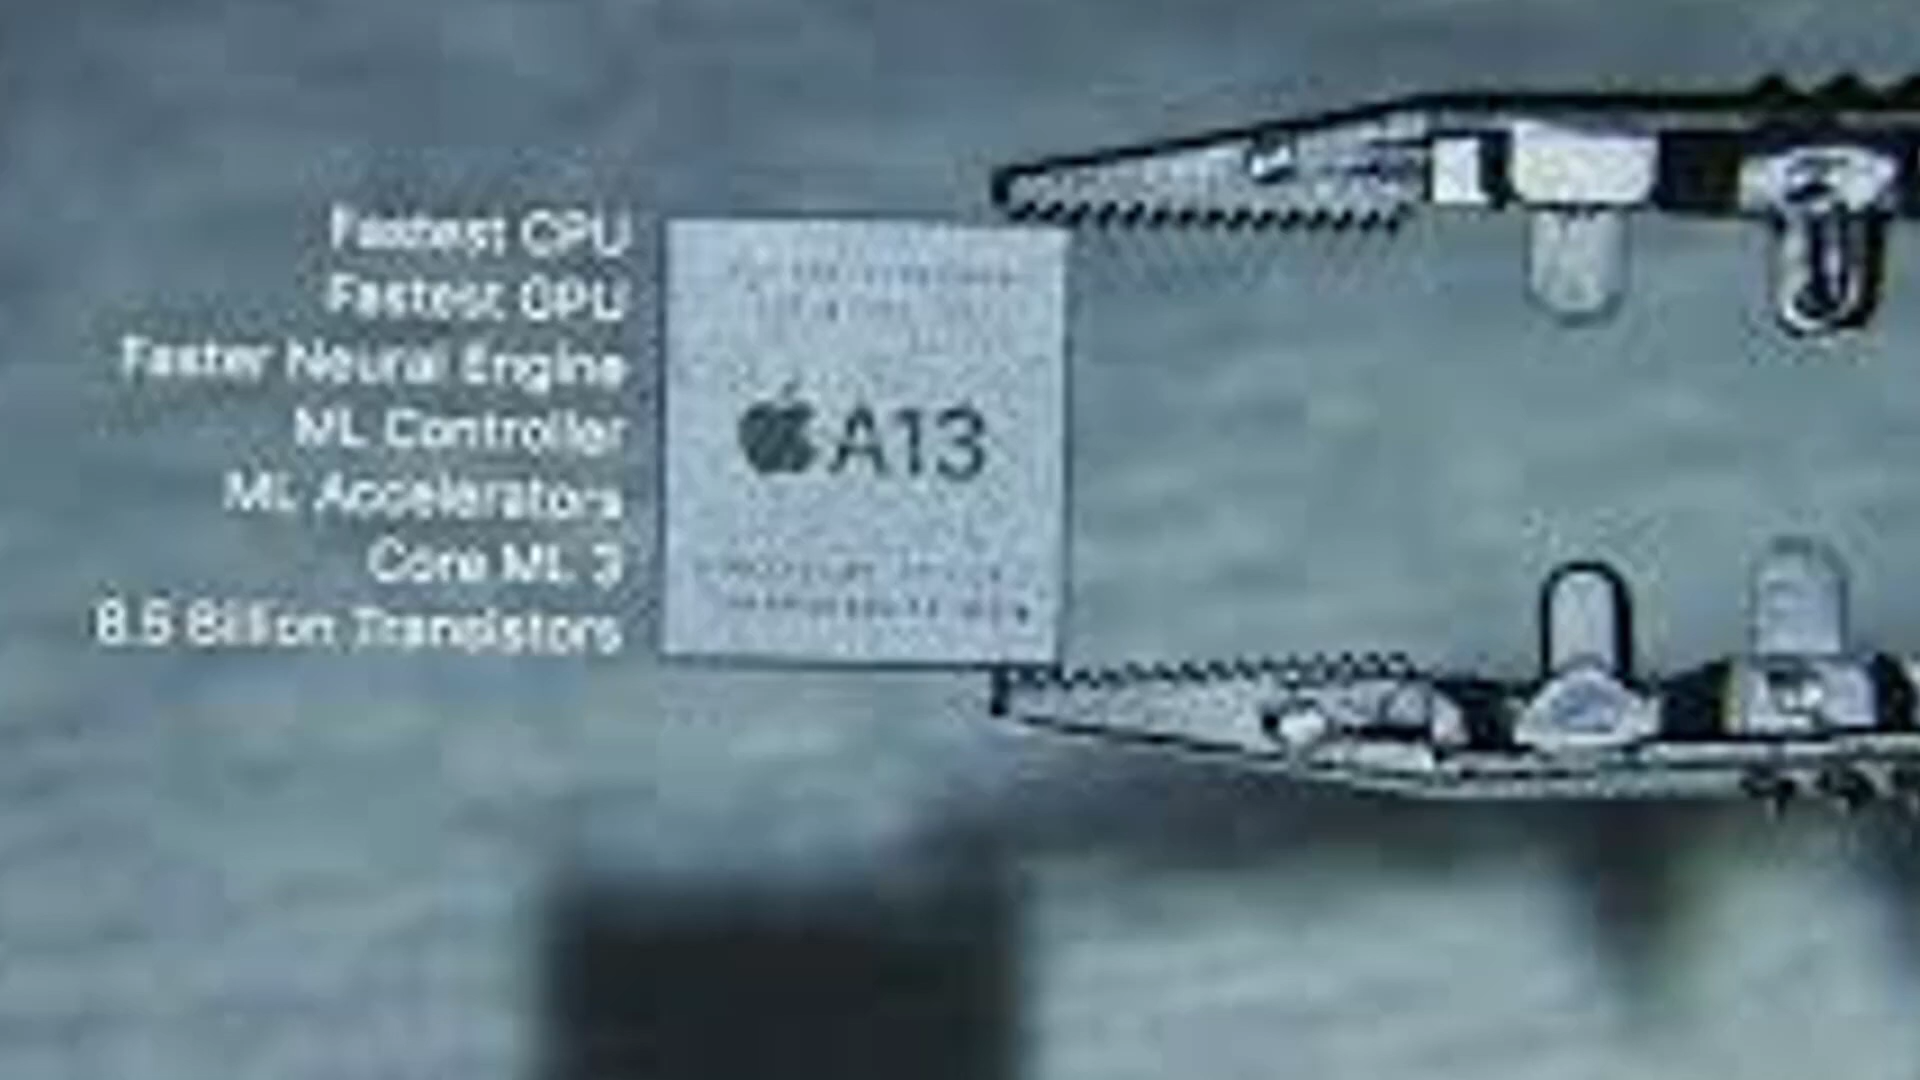 Fastest CPU
Fastest GPU
Faster Neural Engine
ML Controller
ML Accelerators
Core ML 3
8.5 Billion Transistors
A13